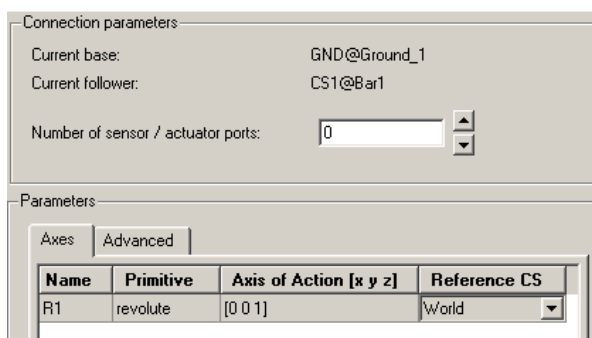 Connection parameters
Current base: GND@Ground_1
Current follower: CS1@Bar1
Number of sensor / actuator ports: 0
Parameters
Axes Advanced
Name Primitive Axis of Action [x y z] Reference CS
R1 revolute [0 0 1] World